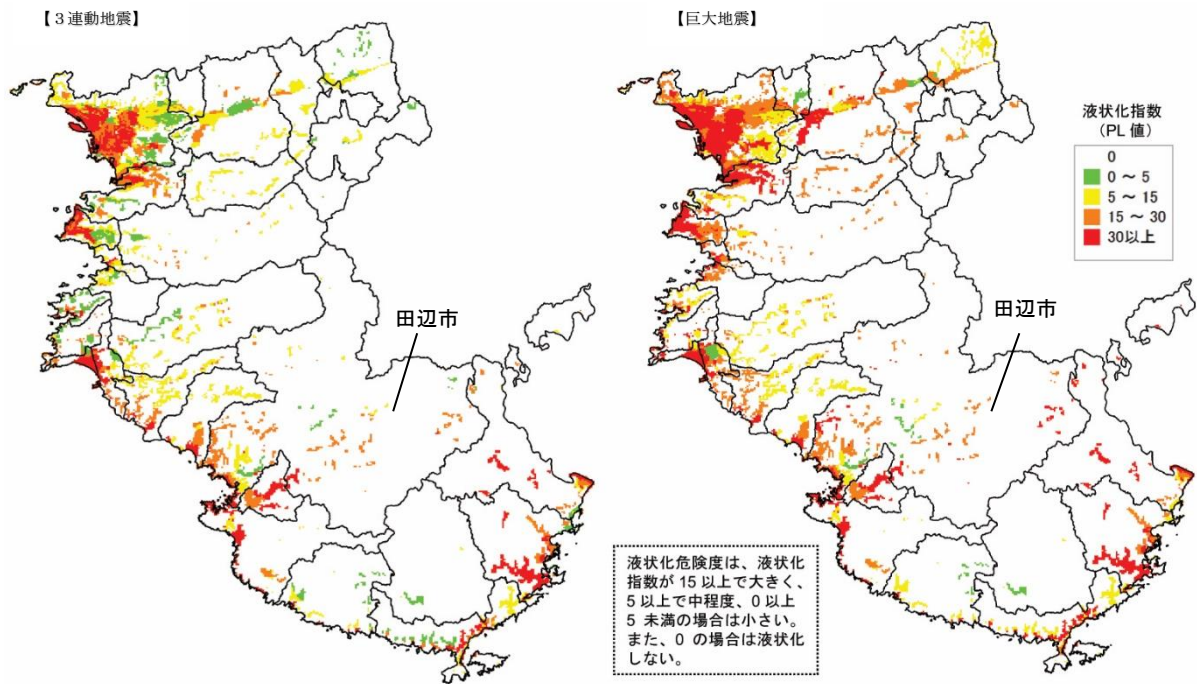 【3連動地震】
【巨大地震】
液状化指数
（PL 値）
0
0 ～ 5
5 ～ 15
15 ～ 30
30以上
田辺市
田辺市
液状化危険度は、液状化
指数が 15 以上で大きく、
5 以上で中程度、0 以上
5 未満の場合は小さい。
また、0 の場合は液状化
しない。